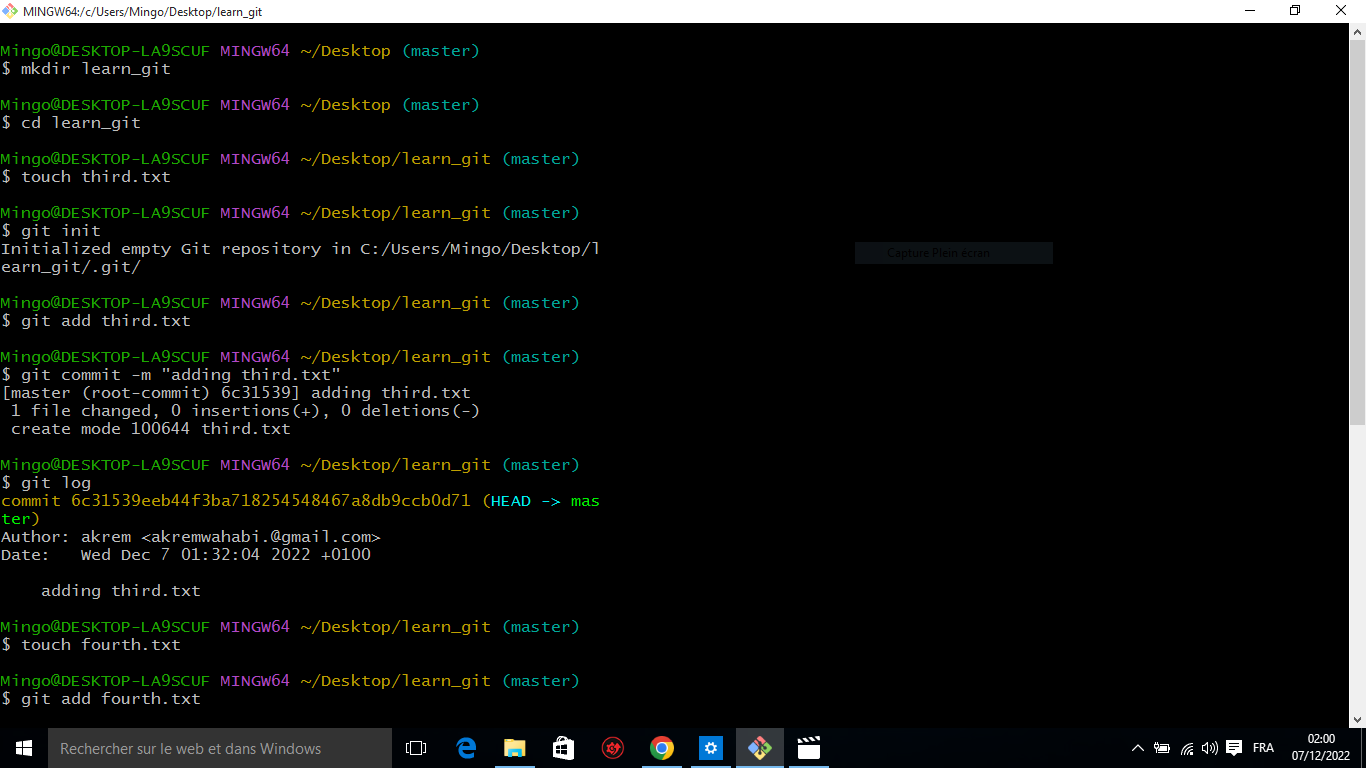 MINGW64:/c/Users/Mingo/Desktop/learn_git
Mingo@DESKTOP-LA9SCUF MINGW64 ~/Desktop (master)
$ mkdir learn_git
Mingo@DESKTOP-LA9SCUF MINGW64 ~/Desktop (master)
$ cd learn_git
Mingo@DESKTOP-LA9SCUF MINGW64 ~/Desktop/learn_git (master)
$ touch third.txt
Mingo@DESKTOP-LA9SCUF MINGW64 ~/Desktop/learn_git (master)
$ git init
Initialized empty Git repository in C:/Users/Mingo/Desktop/l
earn_git/.git/
Capture Plein écran
Mingo@DESKTOP-LA9SCUF MINGW64 ~/Desktop/learn_git (master)
$ git add third.txt
Mingo@DESKTOP-LA9SCUF MINGW64 ~/Desktop/learn_git (master)
$ git commit -m "adding third.txt"
[master (root-commit) 6c31539] adding third.txt
 1 file changed, 0 insertions(+), 0 deletions(-)
 create mode 100644 third.txt
Mingo@DESKTOP-LA9SCUF MINGW64 ~/Desktop/learn_git (master)
$ git log
commit 6c31539eeb44f3ba718254548467a8db9ccb0d71 (HEAD -> mas
ter)
Author: akrem <akremwahabi.@gmail.com>
Date:   Wed Dec 7 01:32:04 2022 +0100
    adding third.txt
Mingo@DESKTOP-LA9SCUF MINGW64 ~/Desktop/learn_git (master)
$ touch fourth.txt
Mingo@DESKTOP-LA9SCUF MINGW64 ~/Desktop/learn_git (master)
$ git add fourth.txt
Rechercher sur le web et dans Windows
FRA
02:00
07/12/2022